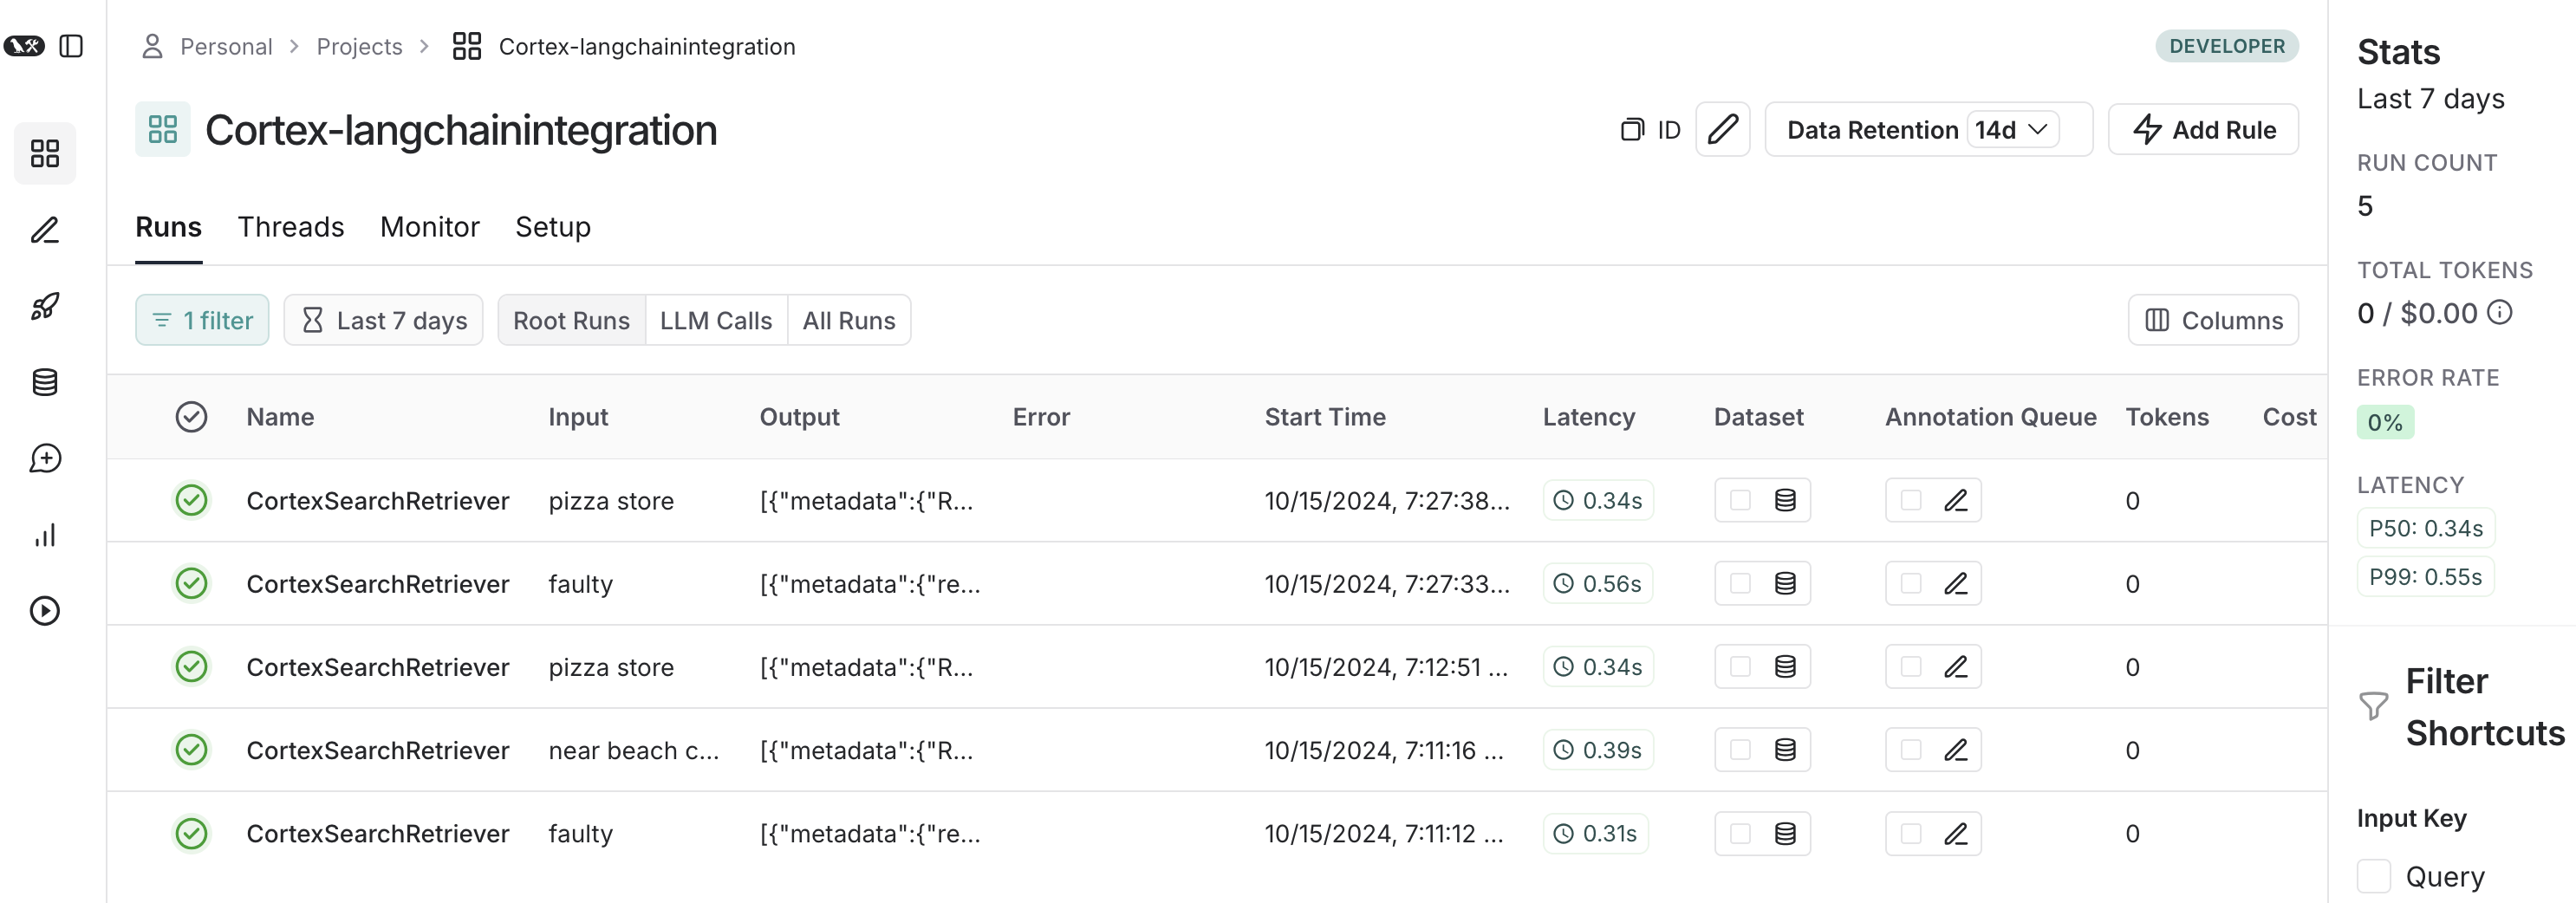 Personal > Projects > Cortex-langchainintegration
DEVELOPER
Cortex-langchainintegration
ID
Data Retention 14d
Add Rule
Runs Threads Monitor Setup
1 filter Last 7 days Root Runs LLM Calls All Runs Columns
Name Input Output Error Start Time Latency Dataset Annotation Queue Tokens Cost
CortexSearchRetriever pizza store [{"metadata":{"R... 10/15/2024, 7:27:38... 0.34s 0
CortexSearchRetriever faulty [{"metadata":{"re... 10/15/2024, 7:27:33... 0.56s 0
CortexSearchRetriever pizza store [{"metadata":{"R... 10/15/2024, 7:12:51 ... 0.34s 0
CortexSearchRetriever near beach c... [{"metadata":{"R... 10/15/2024, 7:11:16 ... 0.39s 0
CortexSearchRetriever faulty [{"metadata":{"re... 10/15/2024, 7:11:12 ... 0.31s 0
Stats
Last 7 days
RUN COUNT
5
TOTAL TOKENS
0 / $0.00
ERROR RATE
0%
LATENCY
P50: 0.34s
P99: 0.55s
Filter
Shortcuts
Input Key
Query